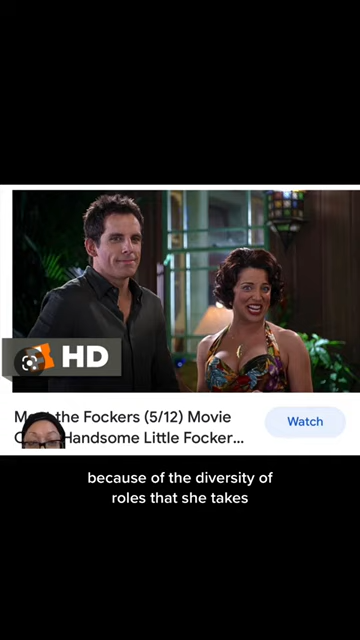 HD
the Fockers (5/12) Movie
Handsome Little Focker...
Watch
because of the diversity of
roles that she takes